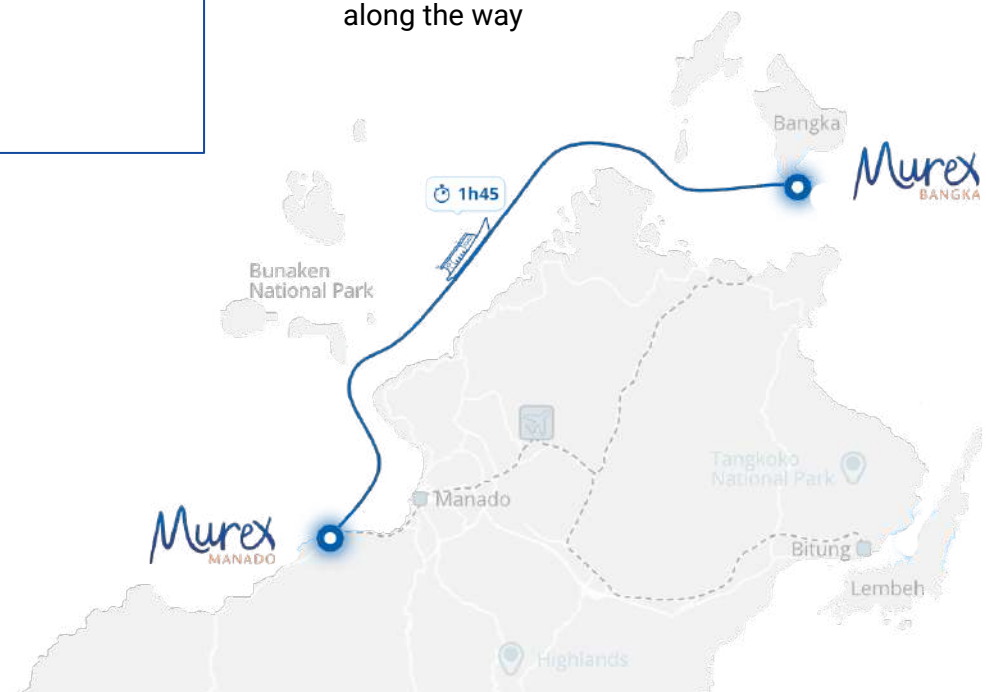 along the way
Bangka
Murex
BANGKA
1h45
Bunaken
National Park
Tangkoko
National Park
Manado
Murex
MANADO
Bitung
Lembeh
Highlands